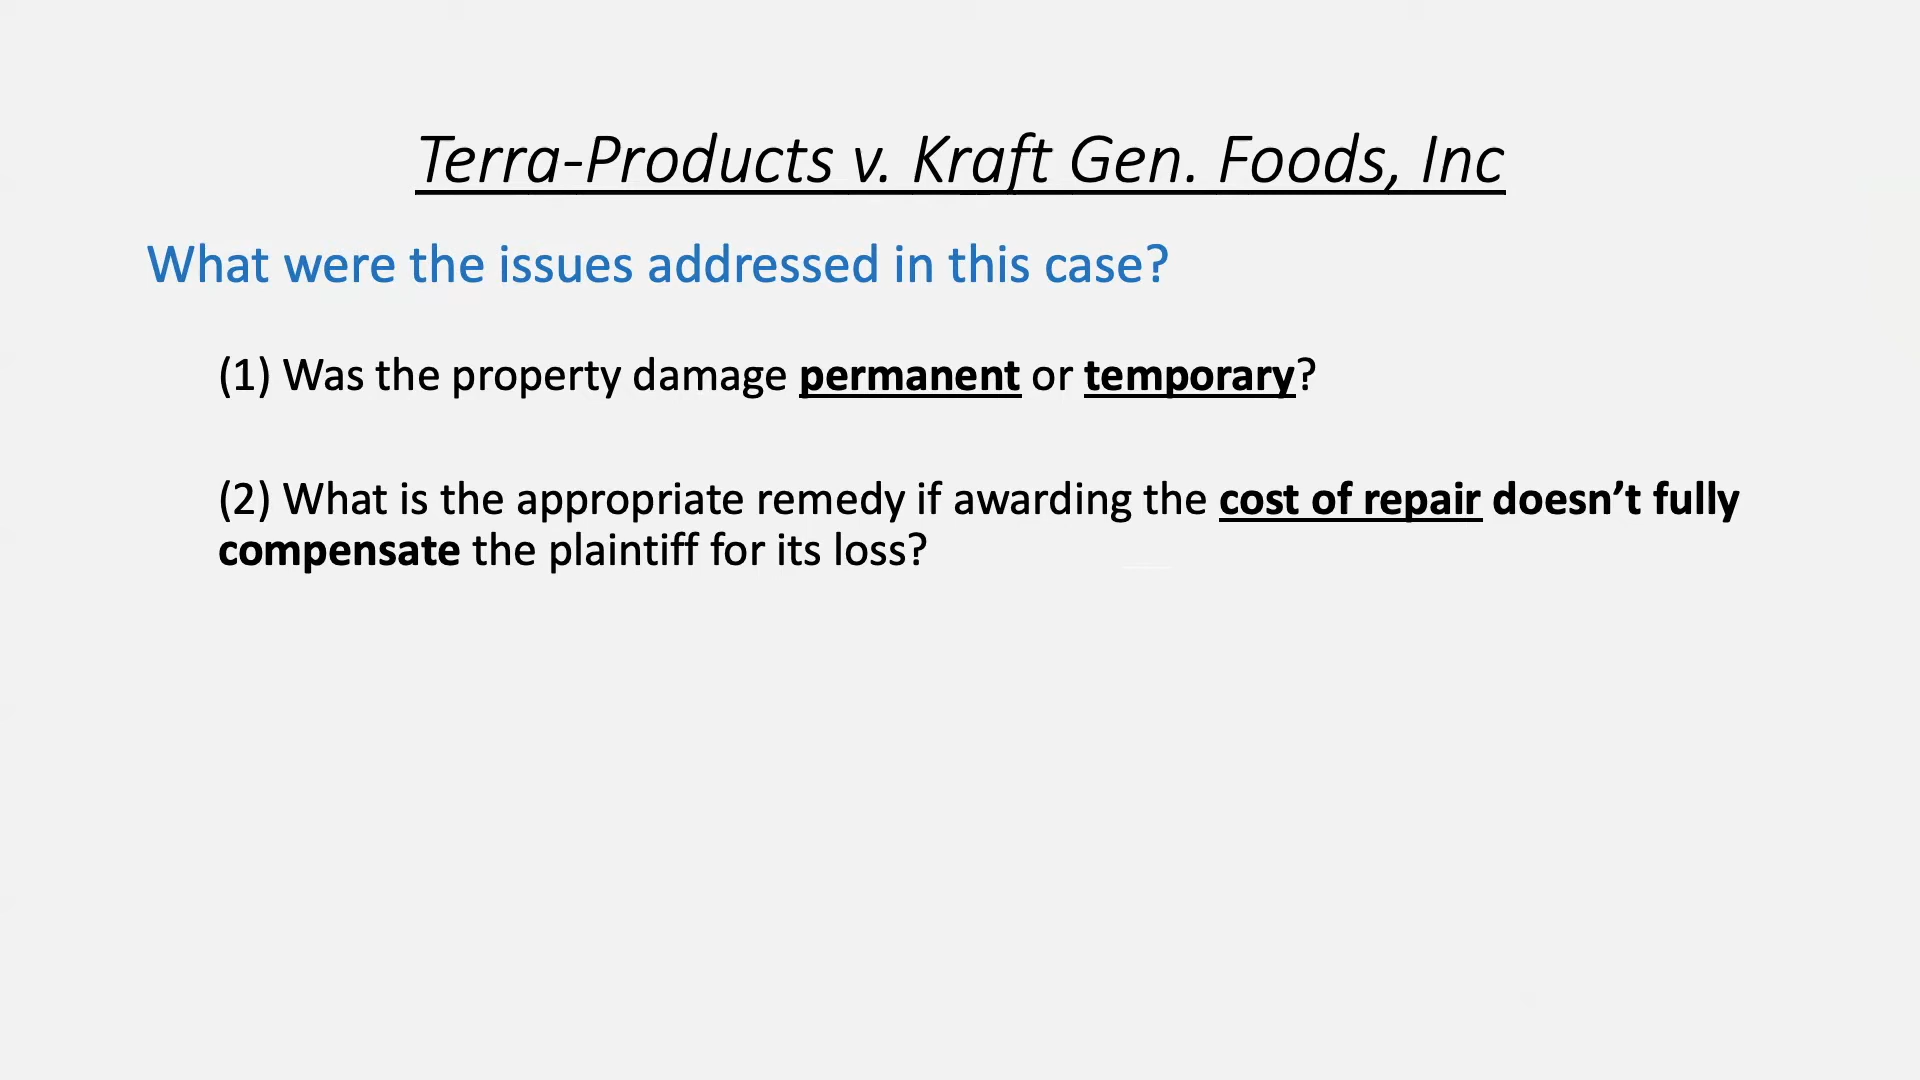 Terra-Products v. Kraft Gen. Foods, Inc
What were the issues addressed in this case?
(1) Was the property damage permanent or temporary?
(2) What is the appropriate remedy if awarding the cost of repair doesn’t fully
compensate the plaintiff for its loss?